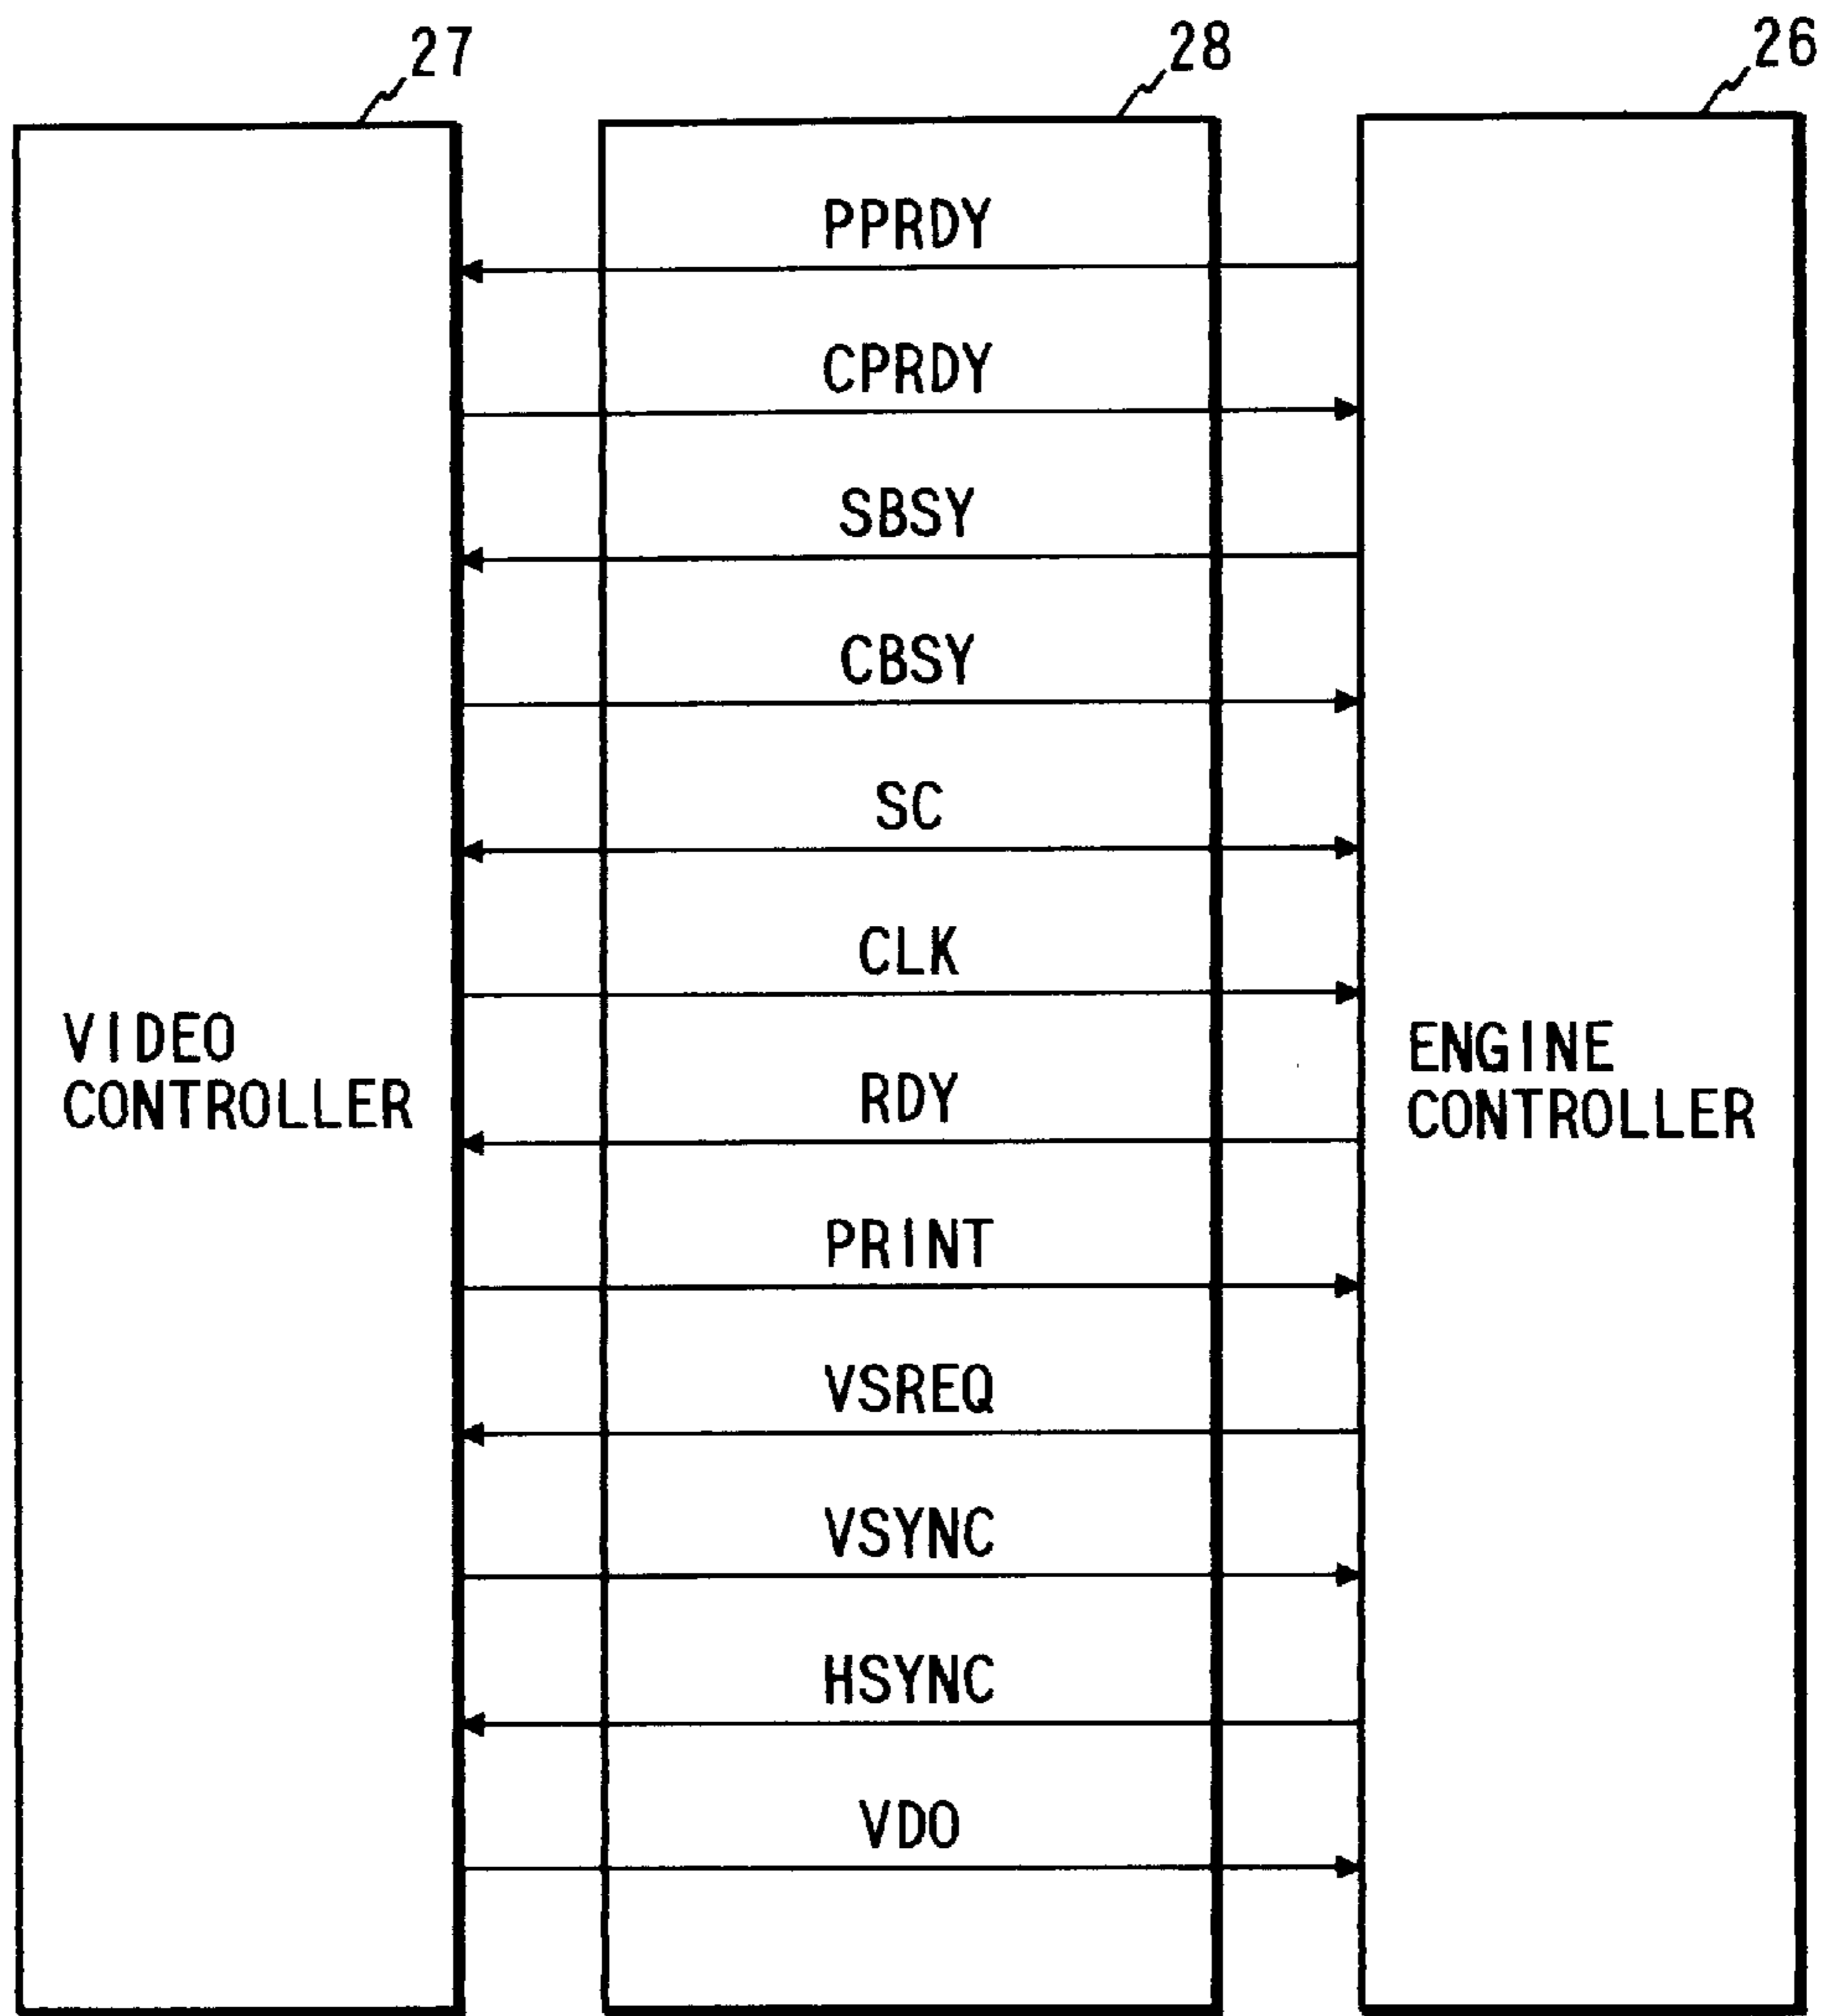 27
28
26
PPRDY
CPRDY
SBSY
CBSY
SC
CLK
VIDEO
CONTROLLER
ENGINE
CONTROLLER
RDY
PRINT
VSREQ
VSYNC
HSYNC
VDO